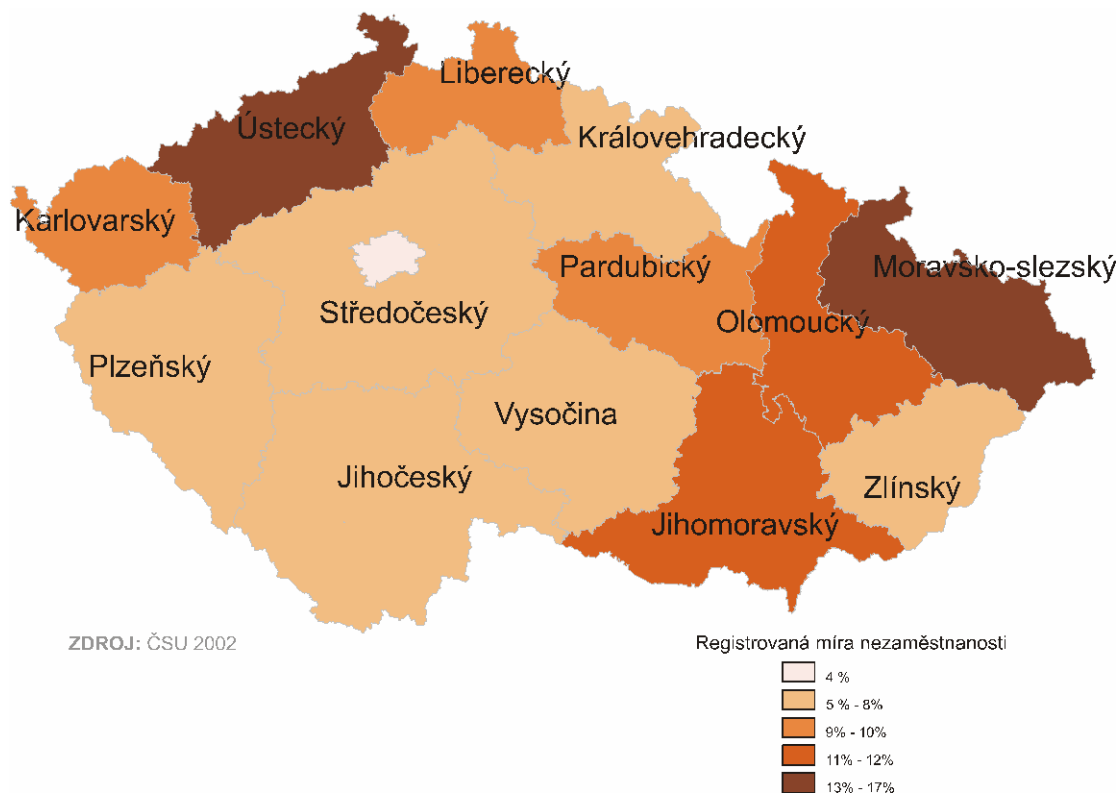 Liberecký
Ústecký
Královehradecký
Karlovarský
Pardubický
Moravsko-slezský
Středočeský
Olomoucký
Plzeňský
Vysočina
Jihočeský
Zlínský
Jihomoravský
ZDROJ: ČSU 2002
Registrovaná míra nezaměstnanosti
4 %
5 % - 8%
9% - 10%
11% - 12%
13% - 17%